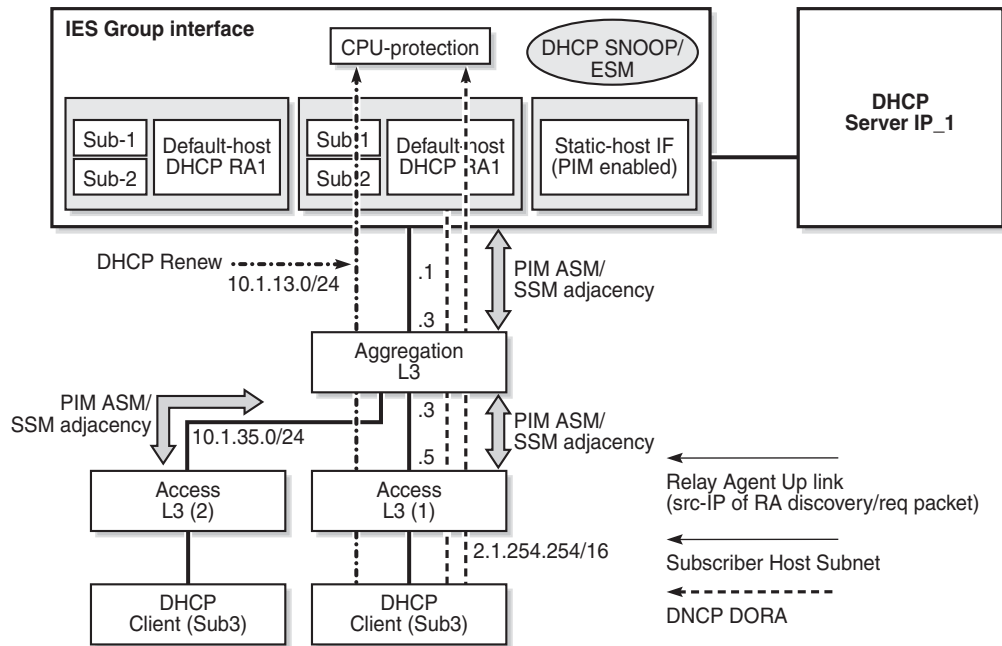 IES Group interface
CPU-protection
DHCP SNOOP/
ESM
DHCP
Server IP_1
Sub-1
Sub-2
Default-host
DHCP RA1
Sub-1
Sub-2
Default-host
DHCP RA1
Static-host IF
(PIM enabled)
DHCP Renew
10.1.13.0/24
.1
PIM ASM/
SSM adjacency
.3
Aggregation
L3
PIM ASM/
SSM adjacency
10.1.35.0/24
.3
PIM ASM/
SSM adjacency
.5
Access
L3 (2)
Access
L3 (1)
Relay Agent Up link
(src-IP of RA discovery/req packet)
2.1.254.254/16
Subscriber Host Subnet
DHCP
Client (Sub3)
DHCP
Client (Sub3)
DNCP DORA